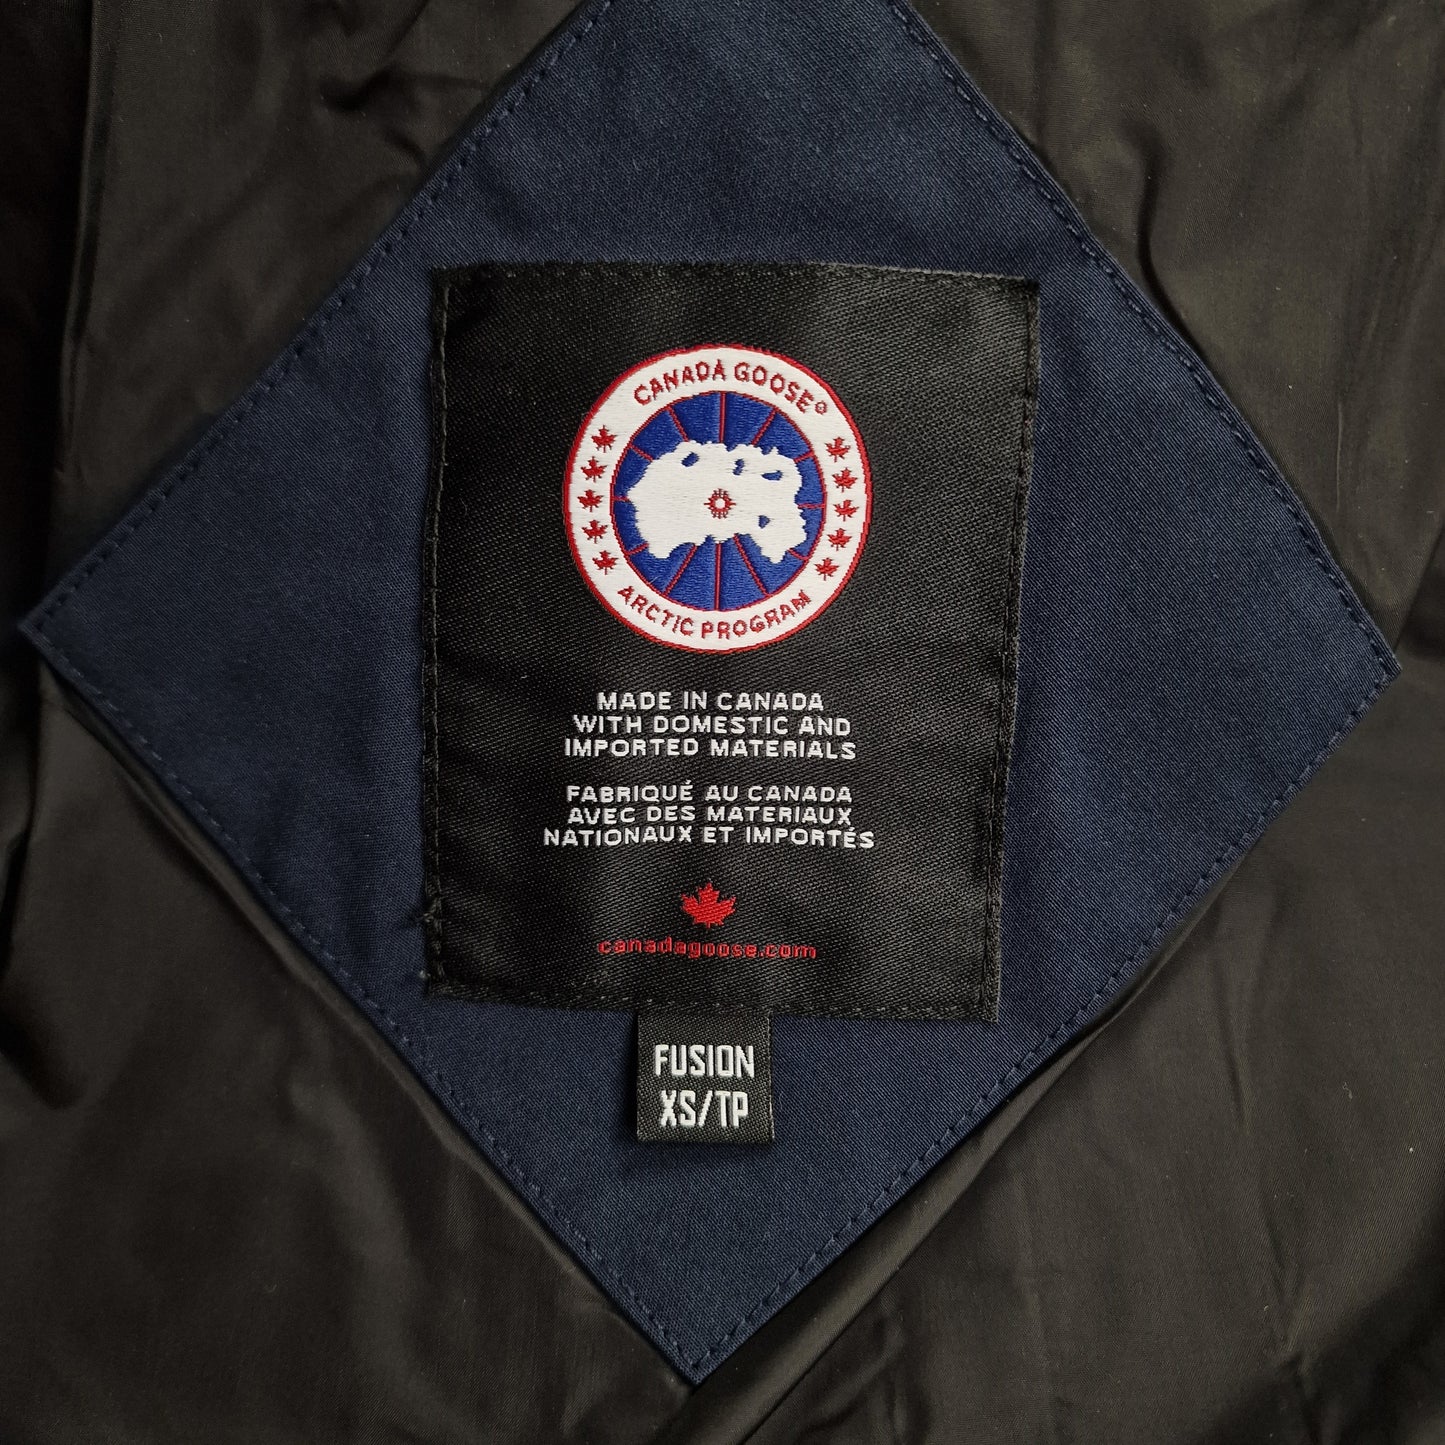 CANADA GOOSE®
ARCTIC PROGRAM
MADE IN CANADA
WITH DOMESTIC AND
IMPORTED MATERIALS
FABRIQUÉ AU CANADA
AVEC DES MATERIAUX
NATIONAUX ET IMPORTÉS
canadagoose.com
FUSION
XS/TP